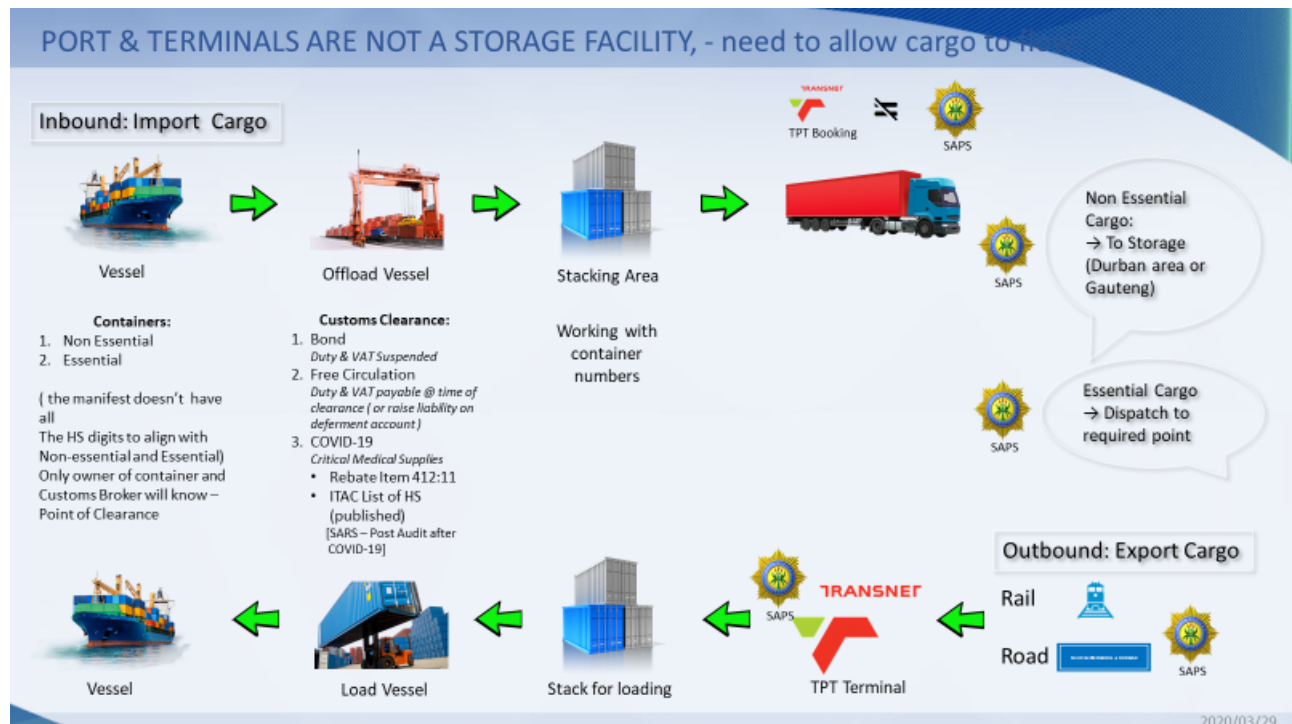 PORT & TERMINALS ARE NOT A STORAGE FACILITY, - need to allow cargo to
Inbound: Import Cargo
TRANSNET
TPT Booking
SAPS
Vessel
Offload Vessel
Stacking Area
SAPS
Non Essential
Cargo:
→ To Storage
(Durban area or
Gauteng)
Containers:
1. Non Essential
2. Essential
( the manifest doesn't have
all
The HS digits to align with
Non-essential and Essential)
Only owner of container and
Customs Broker will know –
Point of Clearance
Customs Clearance:
1. Bond
Duty & VAT Suspended
2. Free Circulation
Duty & VAT payable @ time of
clearance ( or raise liability on
deferment account )
3. COVID-19
Critical Medical Supplies
• Rebate Item 412:11
• ITAC List of HS
(published)
[SARS – Post Audit after
COVID-19]
Working with
container
numbers
SAPS
Essential Cargo
→ Dispatch to
required point
Outbound: Export Cargo
Rail
Road
SAPS
SAPS
TRANSNET
TPT Terminal
Stack for loading
Load Vessel
Vessel
2020/03/29